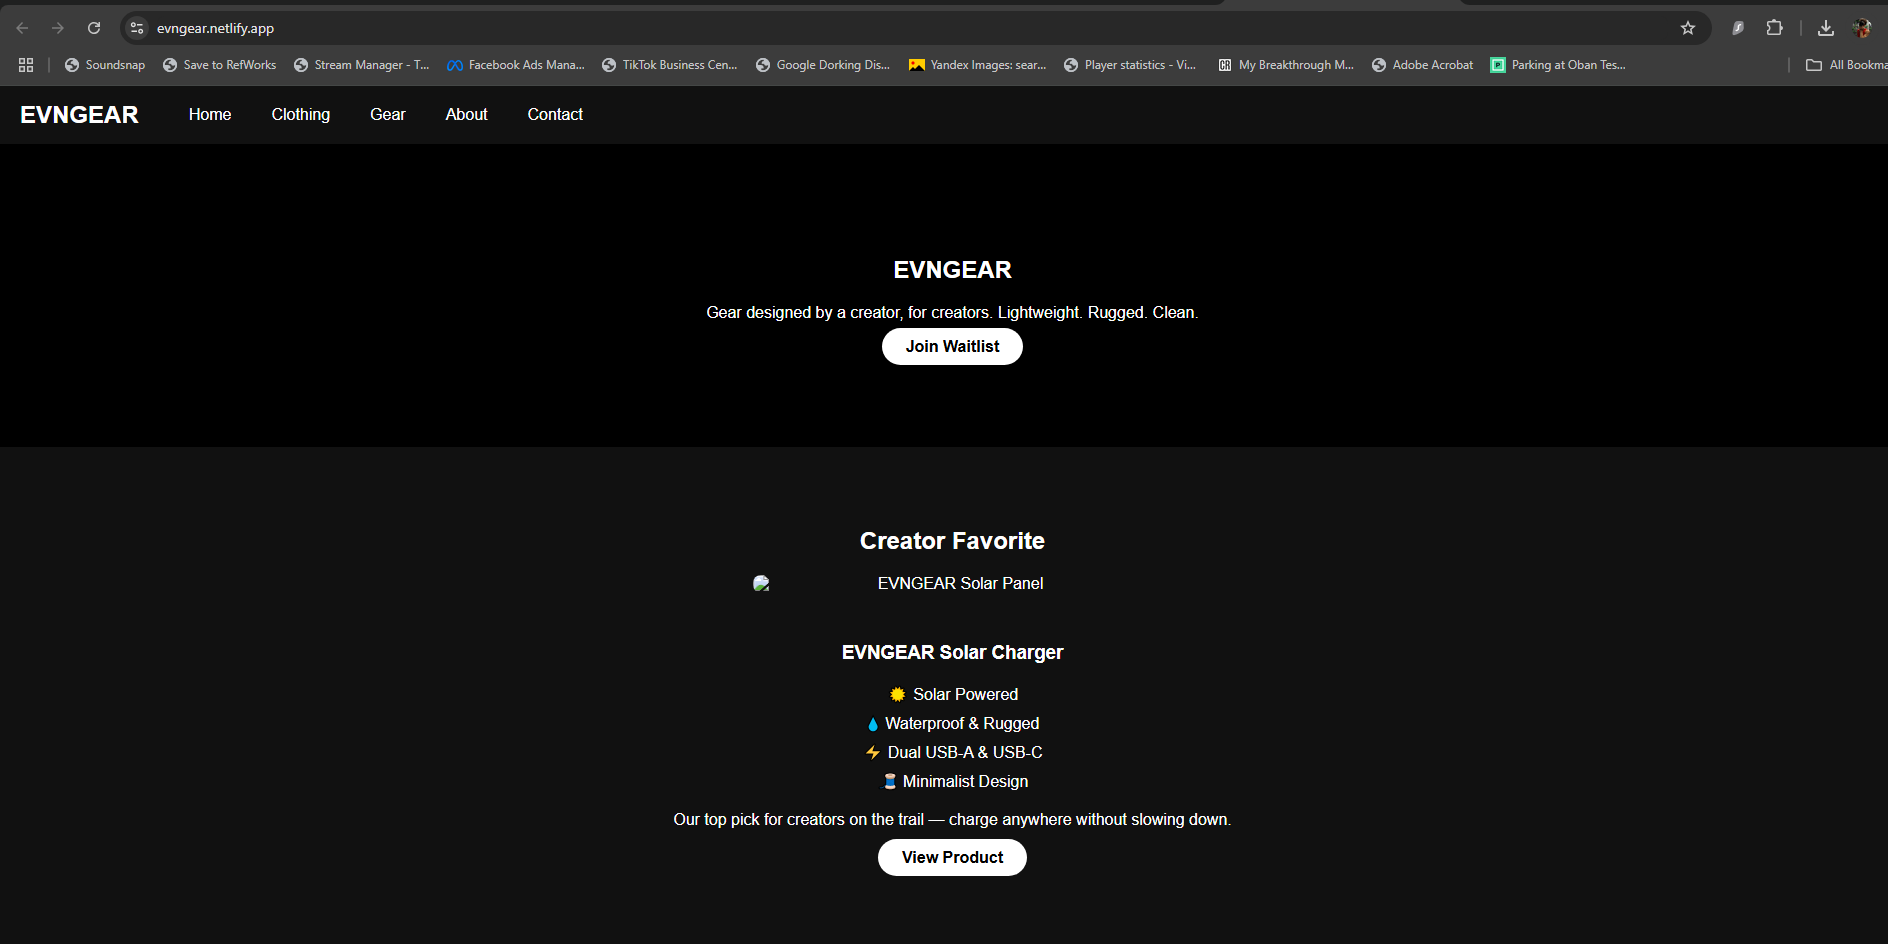 evngear.netlify.app
Soundsnap Save to RefWorks Stream Manager - T... Facebook Ads Mana... TikTok Business Cen... Google Dorking Dis... Yandex Images: sear... Player statistics - Vi... CR My Breakthrough M... Adobe Acrobat P Parking at Oban Tes... All Bookma
EVNGEAR Home Clothing Gear About Contact
EVNGEAR
Gear designed by a creator, for creators. Lightweight. Rugged. Clean.
Join Waitlist
Creator Favorite
EVNGEAR Solar Panel
EVNGEAR Solar Charger
Solar Powered
Waterproof & Rugged
Dual USB-A & USB-C
Minimalist Design
Our top pick for creators on the trail — charge anywhere without slowing down.
View Product